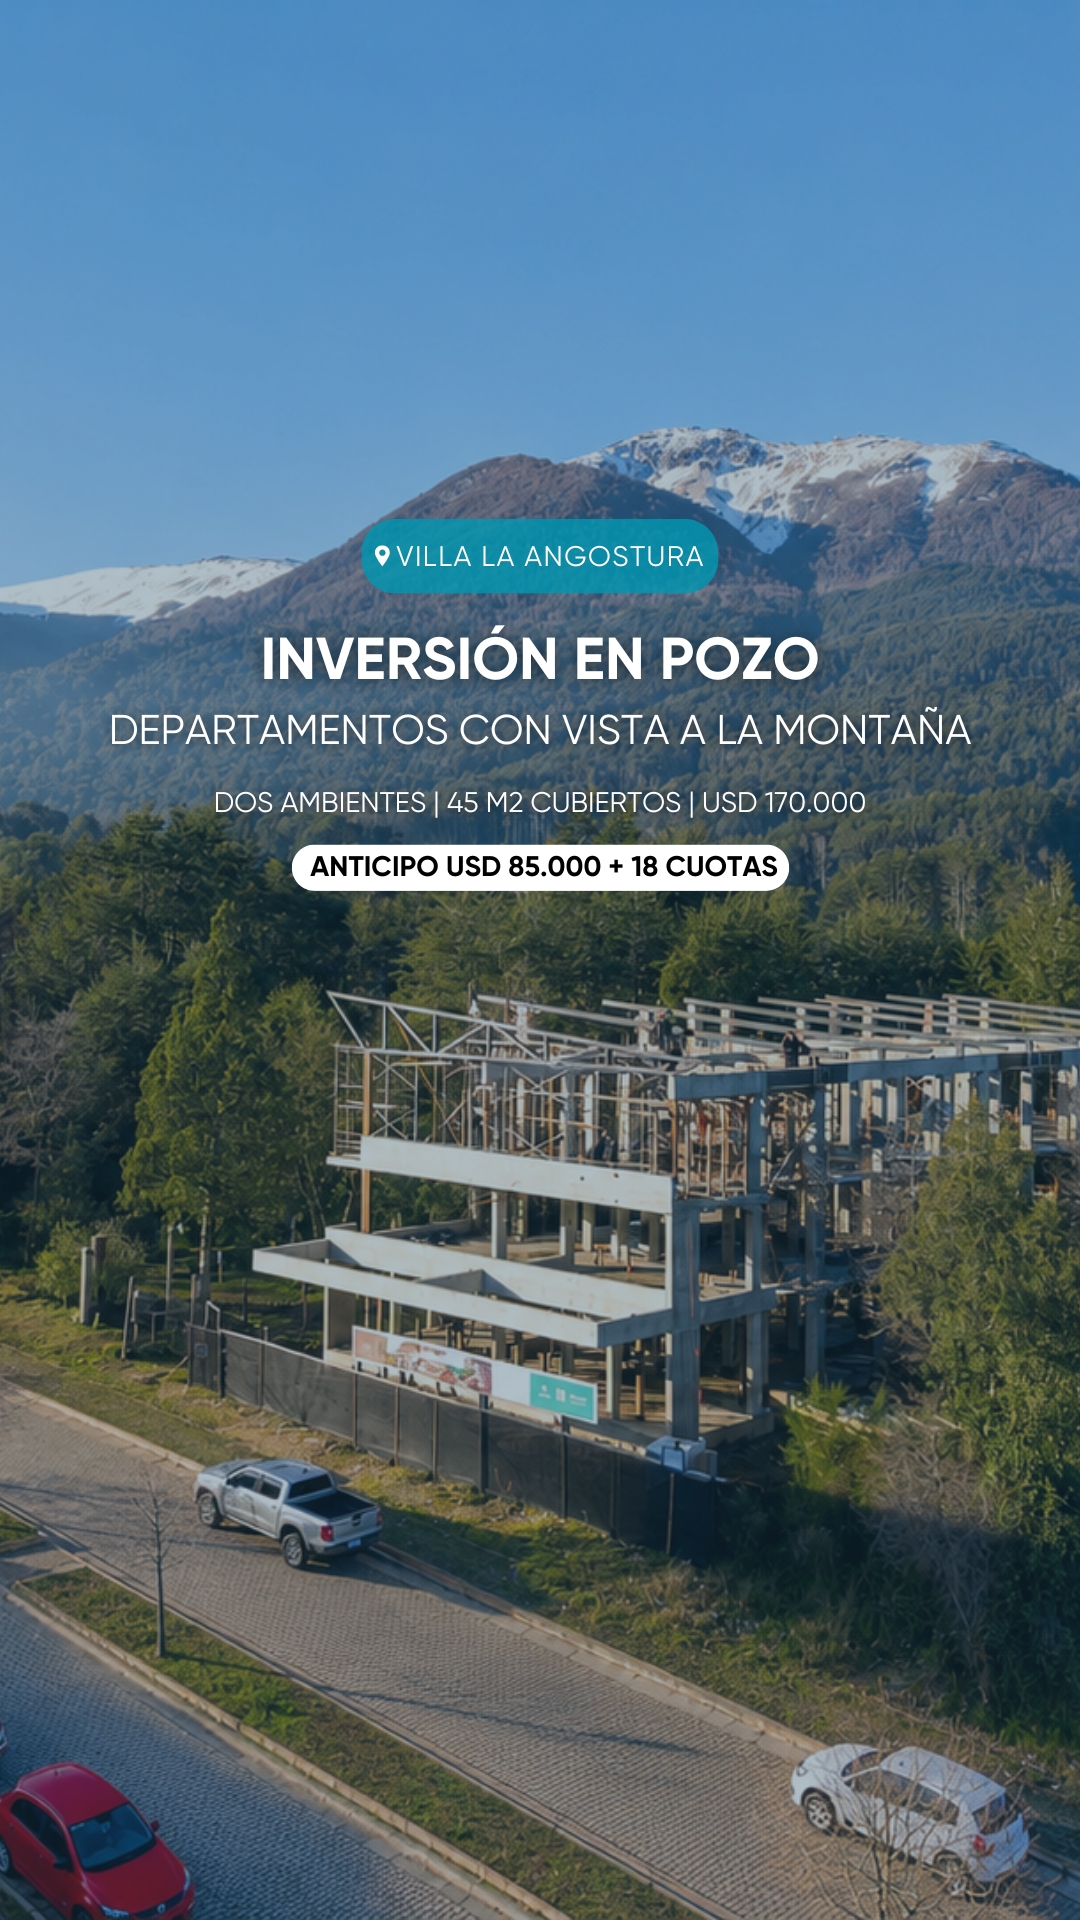 VILLA LA ANGOSTURA
INVERSIÓN EN POZO
DEPARTAMENTOS CON VISTA A LA MONTAÑA
DOS AMBIENTES | 45 M2 CUBIERTOS | USD 170.000
ANTICIPO USD 85.000 + 18 CUOTAS